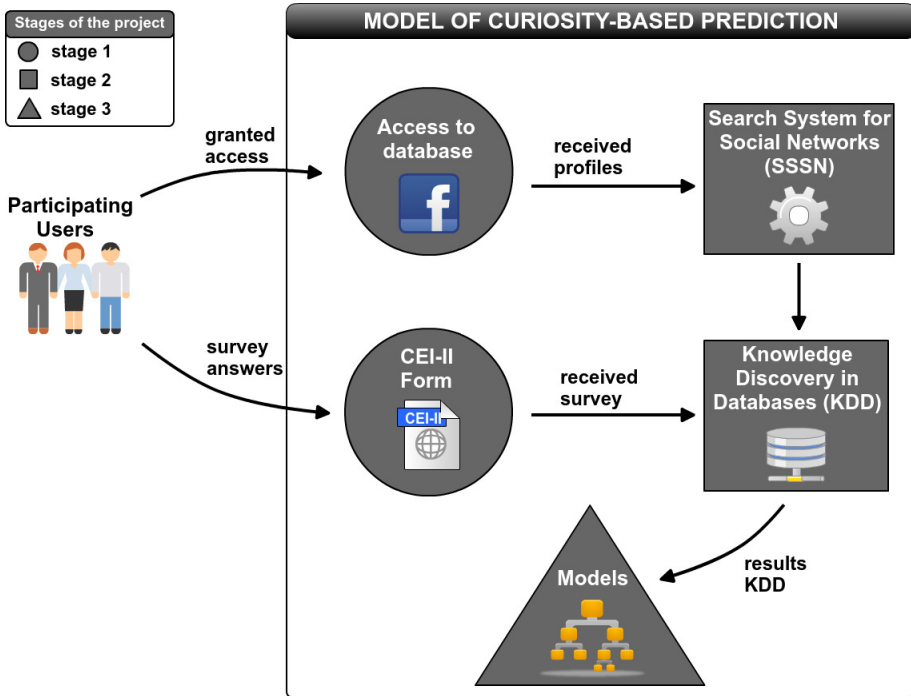 Stages of the project
stage 1
stage 2
stage 3
MODEL OF CURIOSITY-BASED PREDICTION
granted
access
Participating
Users
survey
answers
Access to
database
f
received
profiles
Search System for
Social Networks
(SSSN)
CEI-II
Form
CEI-II
received
survey
Knowledge
Discovery in
Databases (KDD)
results
KDD
Models